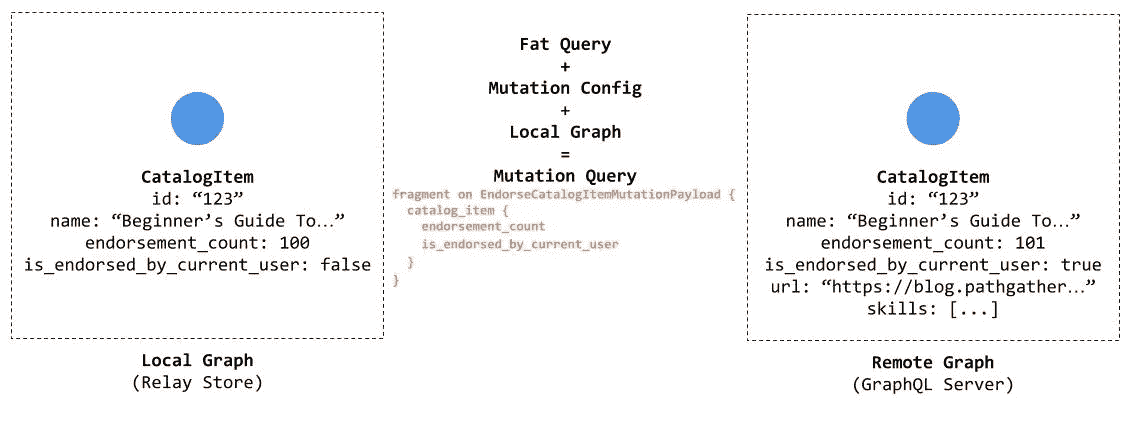 CatalogItem
id: “123”
name: “Beginner’s Guide To…”
endorsement_count: 100
is_endorsed_by_current_user: false
Local Graph
(Relay Store)
Fat Query
+
Mutation Config
+
Local Graph
=
Mutation Query
fragment on EndorseCatalogItemMutationPayload {
  catalog_item {
    endorsement_count
    is_endorsed_by_current_user
  }
}
CatalogItem
id: “123”
name: “Beginner’s Guide To…”
endorsement_count: 101
is_endorsed_by_current_user: true
url: “https://blog.pathgather…”
skills: [...]
Remote Graph
(GraphQL Server)